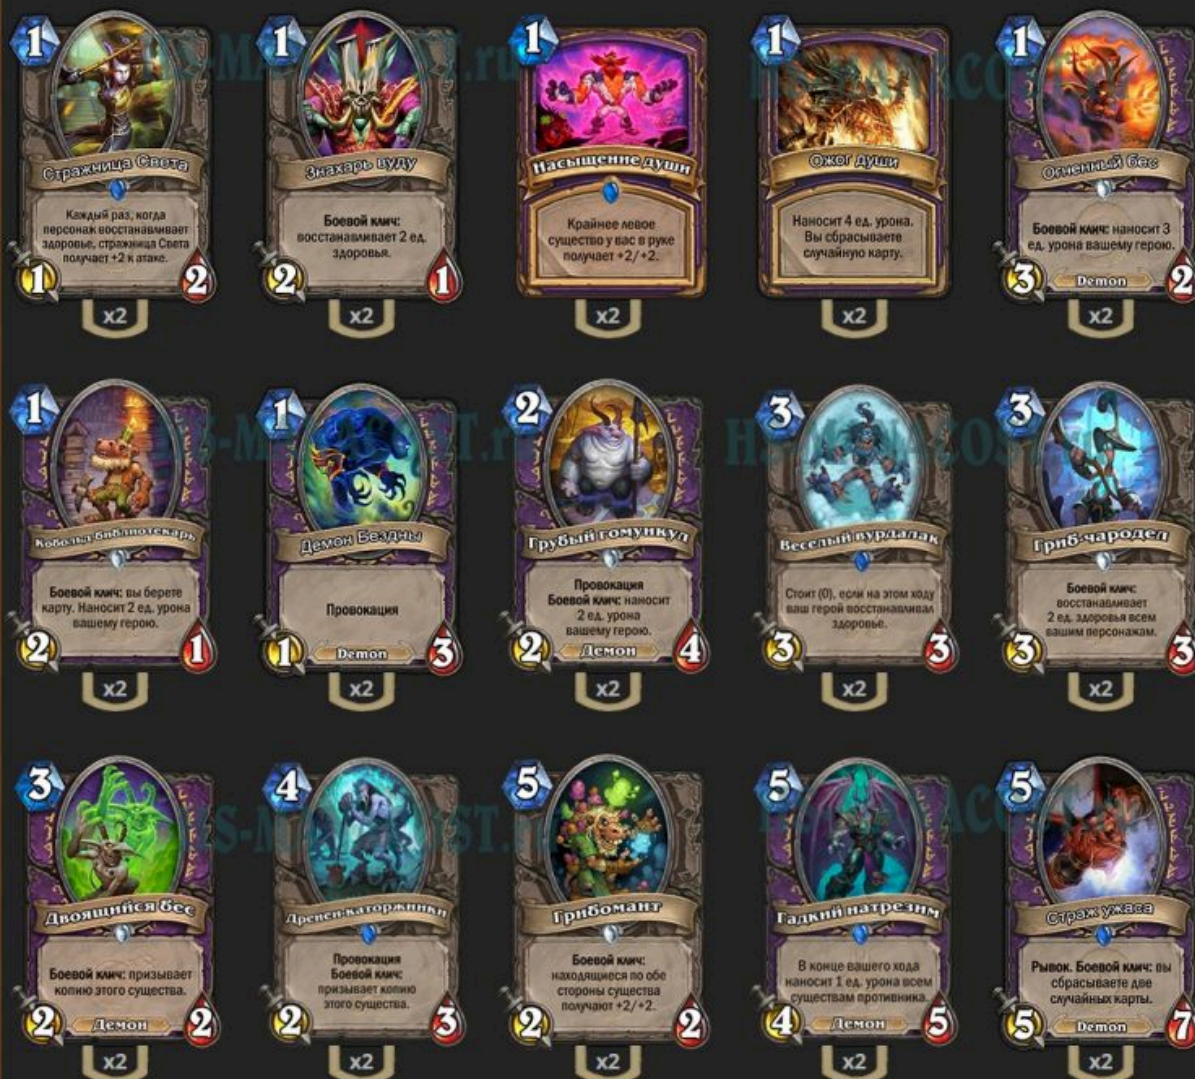 1
Стражница Света
Каждый раз, когда
персонаж восстанавливает
здоровье, стражница Света
получает +2 к атаке.
1
2
x2
1
Знахарь вуду
Боевой клич:
восстанавливает 2 ед.
здоровья.
2
1
x2
1
Насыщение души
Крайнее левое
существо у вас в руке
получает +2/+2.
x2
1
Ожог души
Наносит 4 ед. урона.
Вы сбрасываете
случайную карту.
x2
1
Огненный бес
Боевой клич: наносит 3
ед. урона вашему герою.
3
Demon
2
x2
1
Кобольд-библиотекарь
Боевой клич: вы берете
карту. Наносит 2 ед. урона
вашему герою.
2
1
x2
1
Демон Бездны
Провокация
1
Demon
3
x2
2
Грубый гомункул
Провокация
Боевой клич: наносит
2 ед. урона
вашему герою.
2
Демон
4
x2
3
Веселый вурдалак
Стоит (0), если на этом ходу
ваш герой восстанавливал
здоровье.
3
3
x2
3
Гриб-чародел
Боевой клич:
восстанавливает
2 ед. здоровья всем
вашим персонажам.
3
3
x2
3
Двоящийся бес
Боевой клич: призывает
копию этого существа.
2
Демон
2
x2
4
Дренеи-каторжники
Провокация
Боевой клич:
призывает копию
этого существа.
2
3
x2
5
Грибомант
Боевой клич:
находящиеся по обе
стороны существа
получают +2/+2.
2
2
x2
5
Гадкий натрезим
В конце вашего хода
наносит 1 ед. урона всем
существам противника.
4
Демон
5
x2
5
Страж ужаса
Рывок. Боевой клич: вы
сбрасываете две
случайных карты.
5
Demon
7
x2